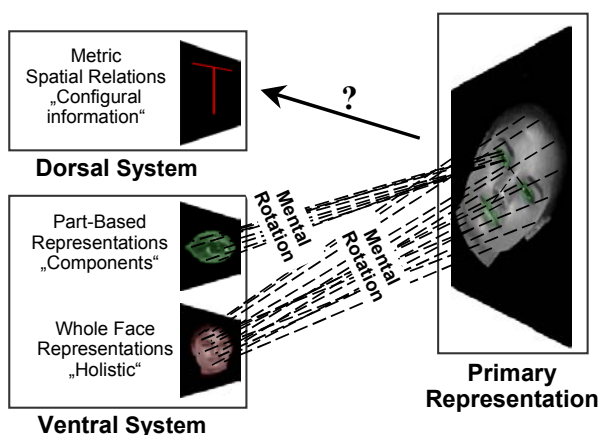 Metric
Spatial Relations
„Configural
information“
Dorsal System
?
Part-Based
Representations
„Components“
Mental
Rotation
Mental
Rotation
Whole Face
Representations
„Holistic“
Ventral System
Primary
Representation